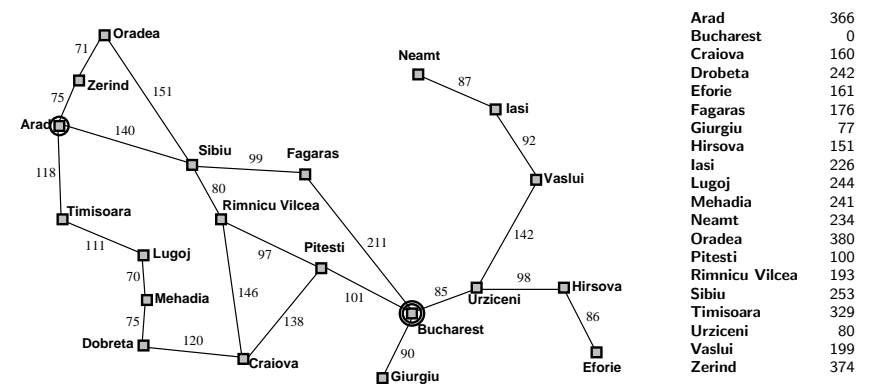 Oradea
71
Neamt
Zerind
87
151
75
Iasi
Arad
140
92
Sibiu
Fagaras
99
118
Vaslui
80
Timisoara
Rimnicu Vilcea
142
111
211
Lugoj
97
Pitesti
70
98
Hirsova
85
146
101
Mehadia
Urziceni
86
75
138
Bucharest
Dobreta
120
90
Craiova
Eforie
Giurgiu
Arad 366
Bucharest 0
Craiova 160
Drobeta 242
Eforie 161
Fagaras 176
Giurgiu 77
Hirsova 151
Iasi 226
Lugoj 244
Mehadia 241
Neamt 234
Oradea 380
Pitesti 100
Rimnicu Vilcea 193
Sibiu 253
Timisoara 329
Urziceni 80
Vaslui 199
Zerind 374